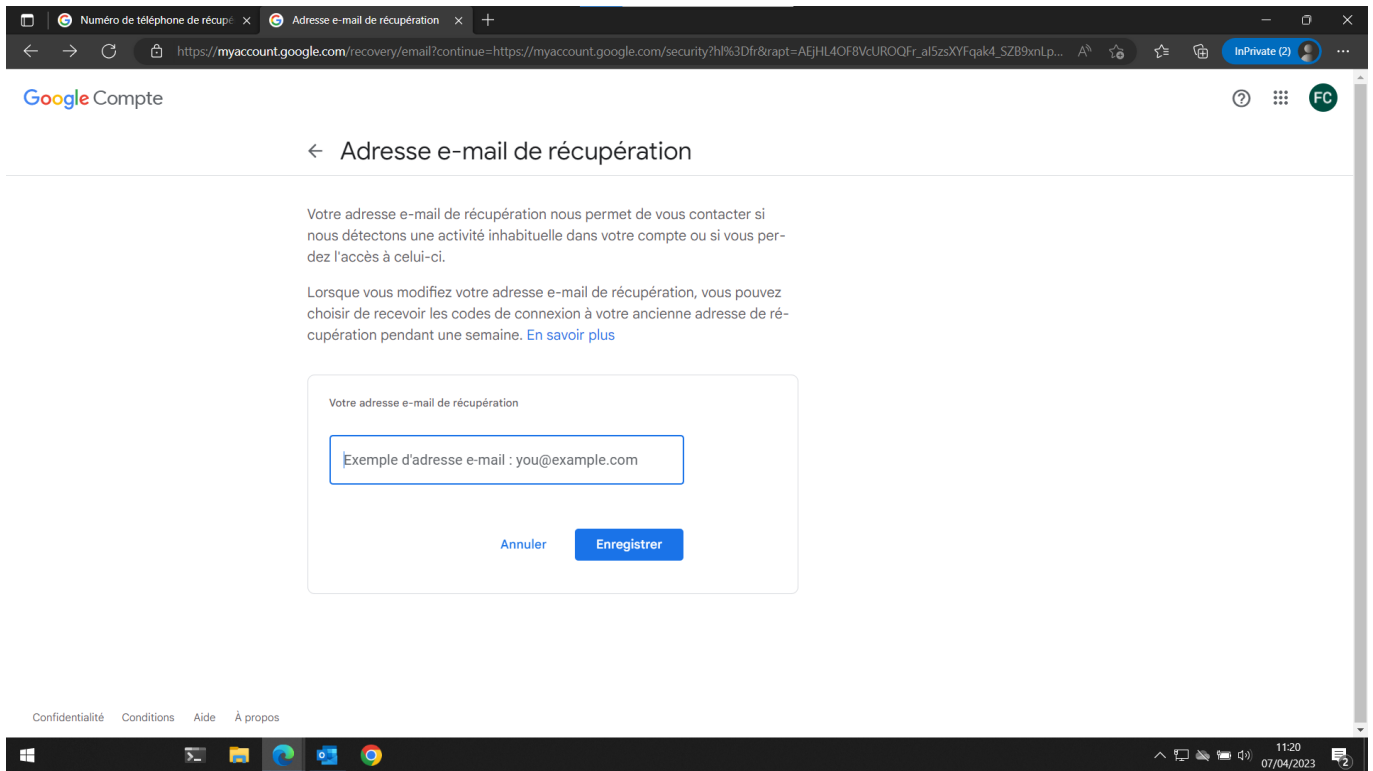 Numéro de téléphone de récupé
Adresse e-mail de récupération
https://myaccount.google.com/recovery/email?continue=https://myaccount.google.com/security?hl%3Dfr&rapt=AEjHL4OF8VcUROQFr_aI5zsXYFqak4_SZB9xnLp...
InPrivate (2)
Google Compte
FC
Adresse e-mail de récupération
Votre adresse e-mail de récupération nous permet de vous contacter si
nous détectons une activité inhabituelle dans votre compte ou si vous per-
dez l'accès à celui-ci.
Lorsque vous modifiez votre adresse e-mail de récupération, vous pouvez
choisir de recevoir les codes de connexion à votre ancienne adresse de ré-
cupération pendant une semaine. En savoir plus
Votre adresse e-mail de récupération
Exemple d'adresse e-mail : you@example.com
Annuler Enregistrer
Confidentialité Conditions Aide À propos
11:20
07/04/2023
2